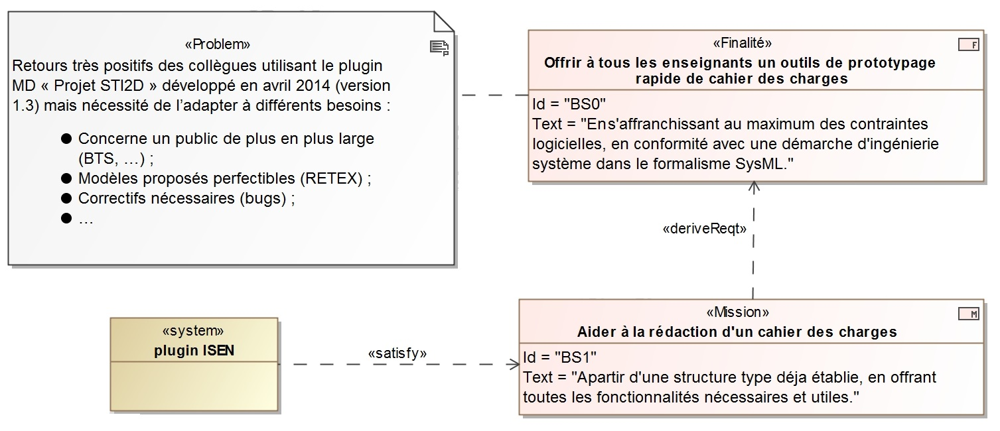 «Problem»
Retours très positifs des collègues utilisant le plugin
MD « Projet STI2D » développé en avril 2014 (version
1.3) mais nécessité de l’adapter à différents besoins :
● Concerne un public de plus en plus large
(BTS, …) ;
● Modèles proposés perfectibles (RETEX) ;
● Correctifs nécessaires (bugs) ;
● …
«Finalité»
F
Offrir à tous les enseignants un outils de prototypage
rapide de cahier des charges
Id = "BS0"
Text = "En s'affranchissant au maximum des contraintes
logicielles, en conformité avec une démarche d'ingénierie
système dans le formalisme SysML."
«deriveReqt»
«Mission»
M
Aider à la rédaction d'un cahier des charges
Id = "BS1"
Text = "Apartir d'une structure type déja établie, en offrant
toutes les fonctionnalités nécessaires et utiles."
«system»
plugin ISEN
«satisfy»